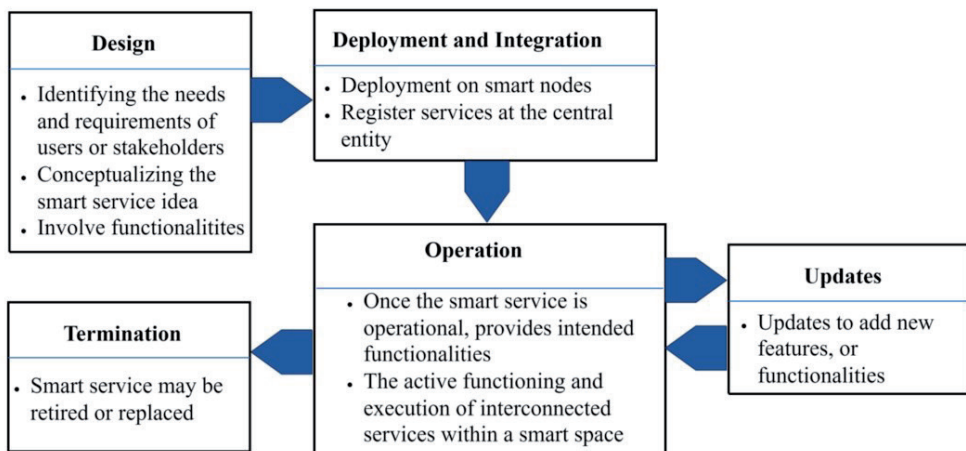 Design
• Identifying the needs
and requirements of
users or stakeholders
• Conceptualizing the
smart service idea
• Involve functionalitites
Deployment and Integration
• Deployment on smart nodes
• Register services at the central
entity
Operation
• Once the smart service is
operational, provides intended
functionalities
• The active functioning and
execution of interconnected
services within a smart space
Updates
• Updates to add new
features, or
functionalities
Termination
• Smart service may be
retired or replaced